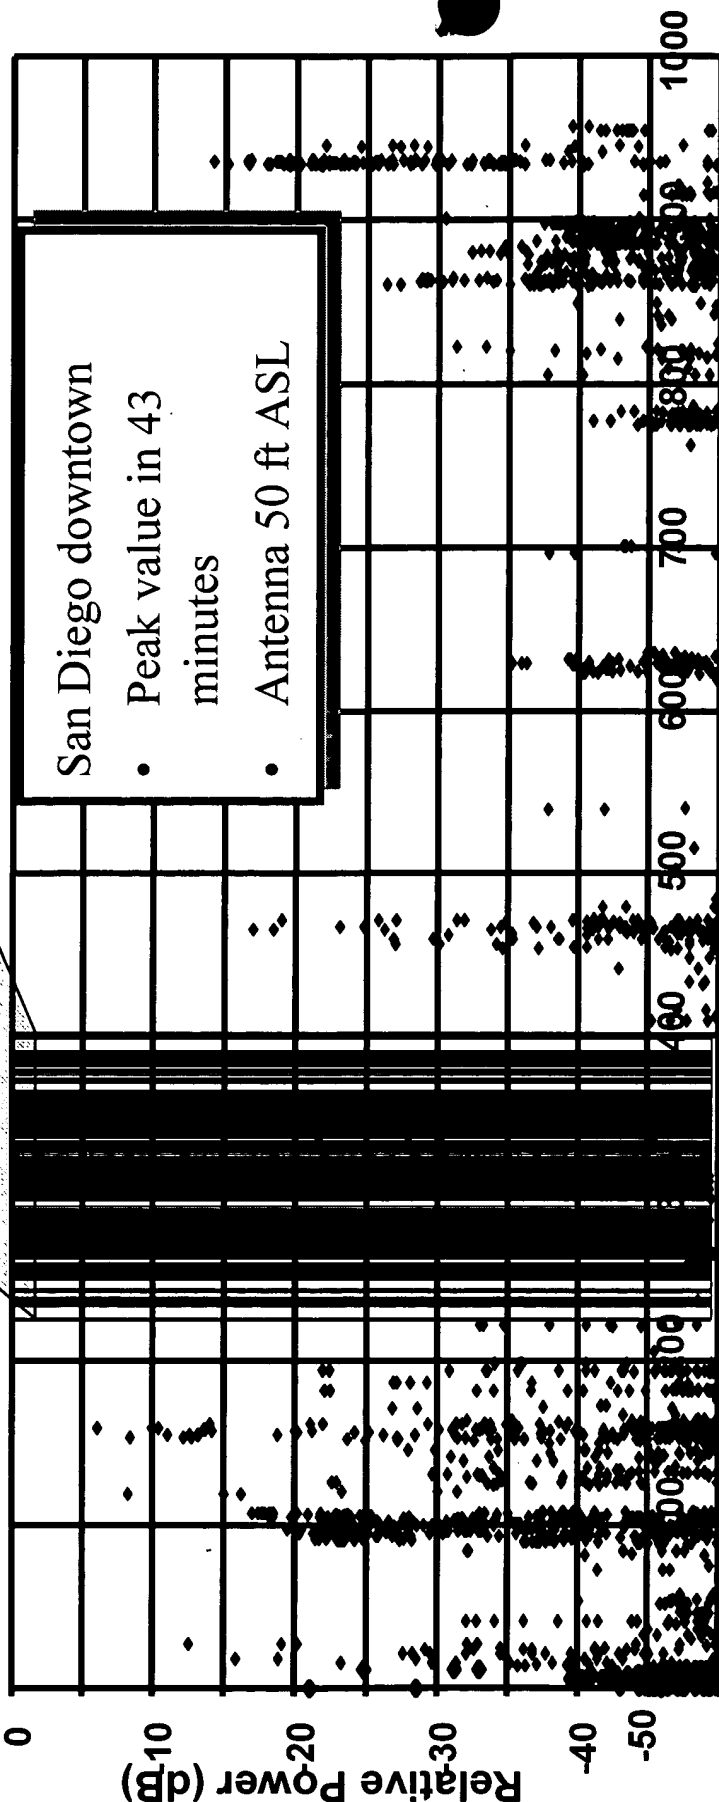 San Diego downtown
• Peak value in 43
minutes
• Antenna 50 ft ASL
Relative Power (dB)
0
-10
-20
-30
-40
-50
400
500
600
700
800
1000